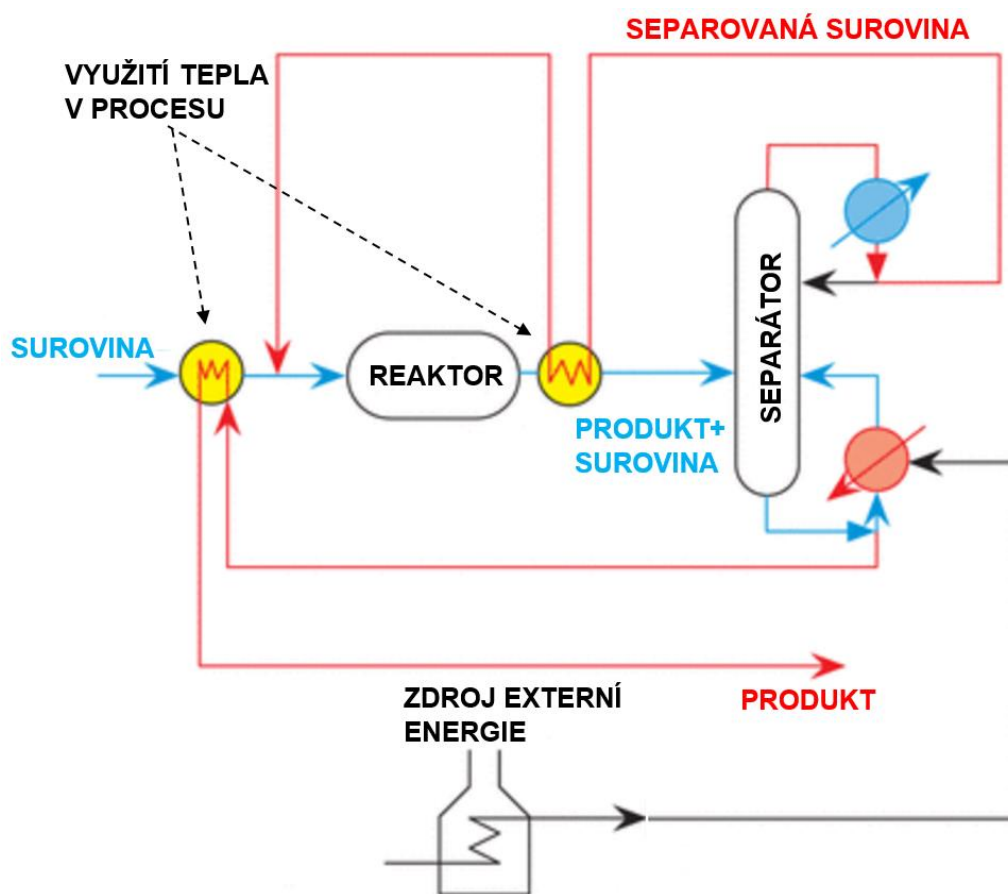 SEPAROVANÁ SUROVINA
VYUŽITÍ TEPLA
V PROCESU
SUROVINA
REAKTOR
SEPARÁTOR
PRODUKT+
SUROVINA
PRODUKT
ZDROJ EXTERNÍ
ENERGIE